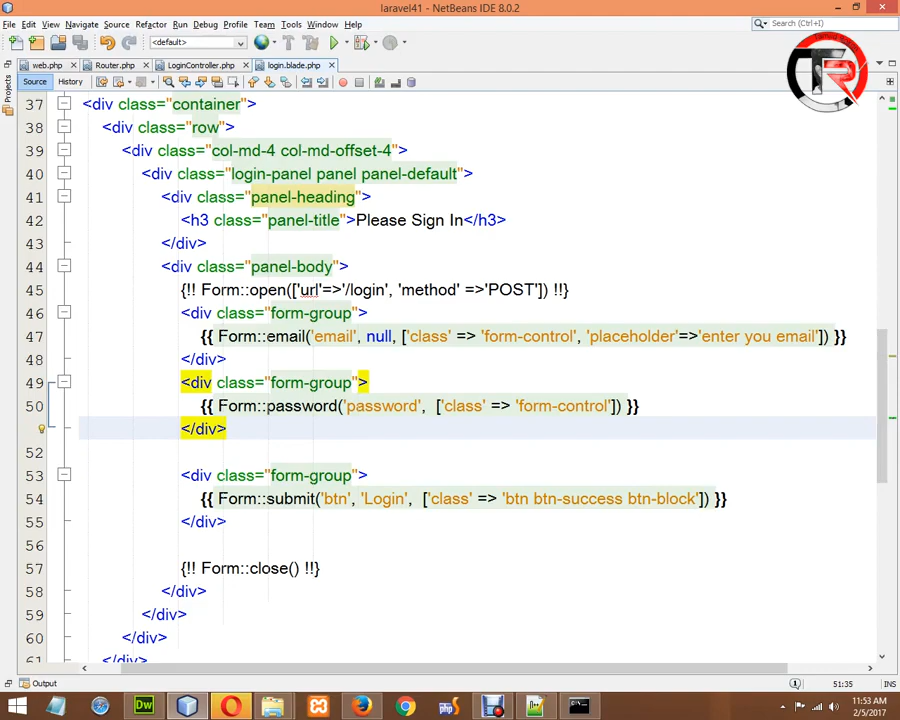 laravel41 - NetBeans IDE 8.0.2
File Edit View Navigate Source Refactor Run Debug Profile Team Tools Window Help
Search (Ctrl+I)
<default>
web.php Router.php LoginController.php login.blade.php
Source History
Projects
37 <div class="container">
38 <div class="row">
39 <div class="col-md-4 col-md-offset-4">
40 <div class="login-panel panel panel-default">
41 <div class="panel-heading">
42 <h3 class="panel-title">Please Sign In</h3>
43 </div>
44 <div class="panel-body">
45 {!! Form::open(['url'=>'/login', 'method' =>'POST']) !!}
46 <div class="form-group">
47 {{ Form::email('email', null, ['class' => 'form-control', 'placeholder'=>'enter you email']) }}
48 </div>
49 <div class="form-group">
50 {{ Form::password('password', ['class' => 'form-control']) }}
</div>
52
53 <div class="form-group">
54 {{ Form::submit('btn', 'Login', ['class' => 'btn btn-success btn-block']) }}
55 </div>
56
57 {!! Form::close() !!}
58 </div>
59 </div>
60 </div>
61 </div>
Output
51:35 INS
Dw
php
11:53 AM
2/5/2017